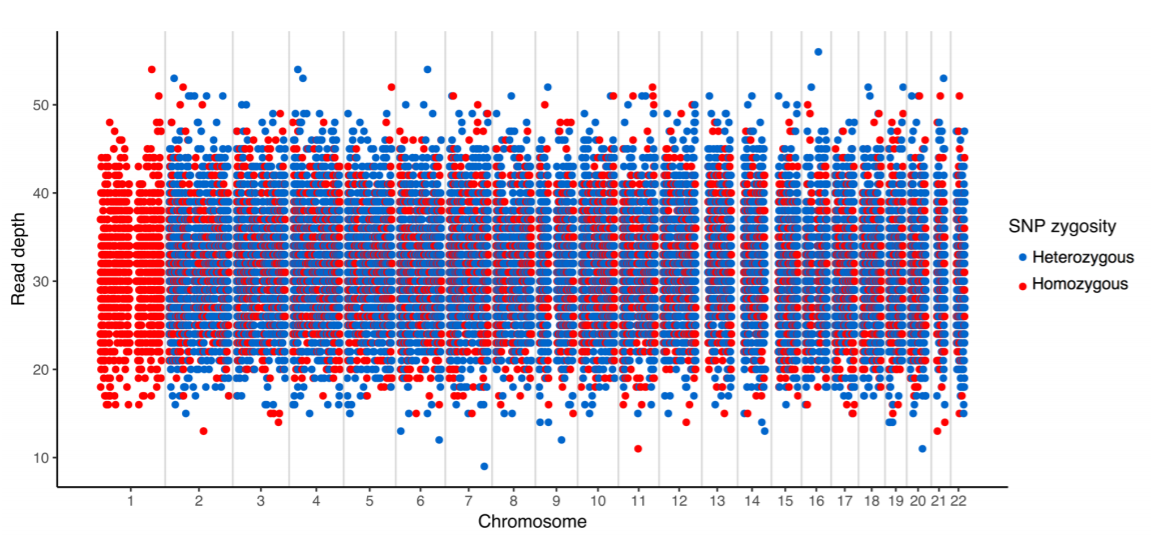 50
40
30
20
10
Read depth
1 2 3 4 5 6 7 8 9 10 11 12 13 14 15 16 17 18 19 20 21 22
Chromosome
SNP zygosity
Heterozygous
Homozygous